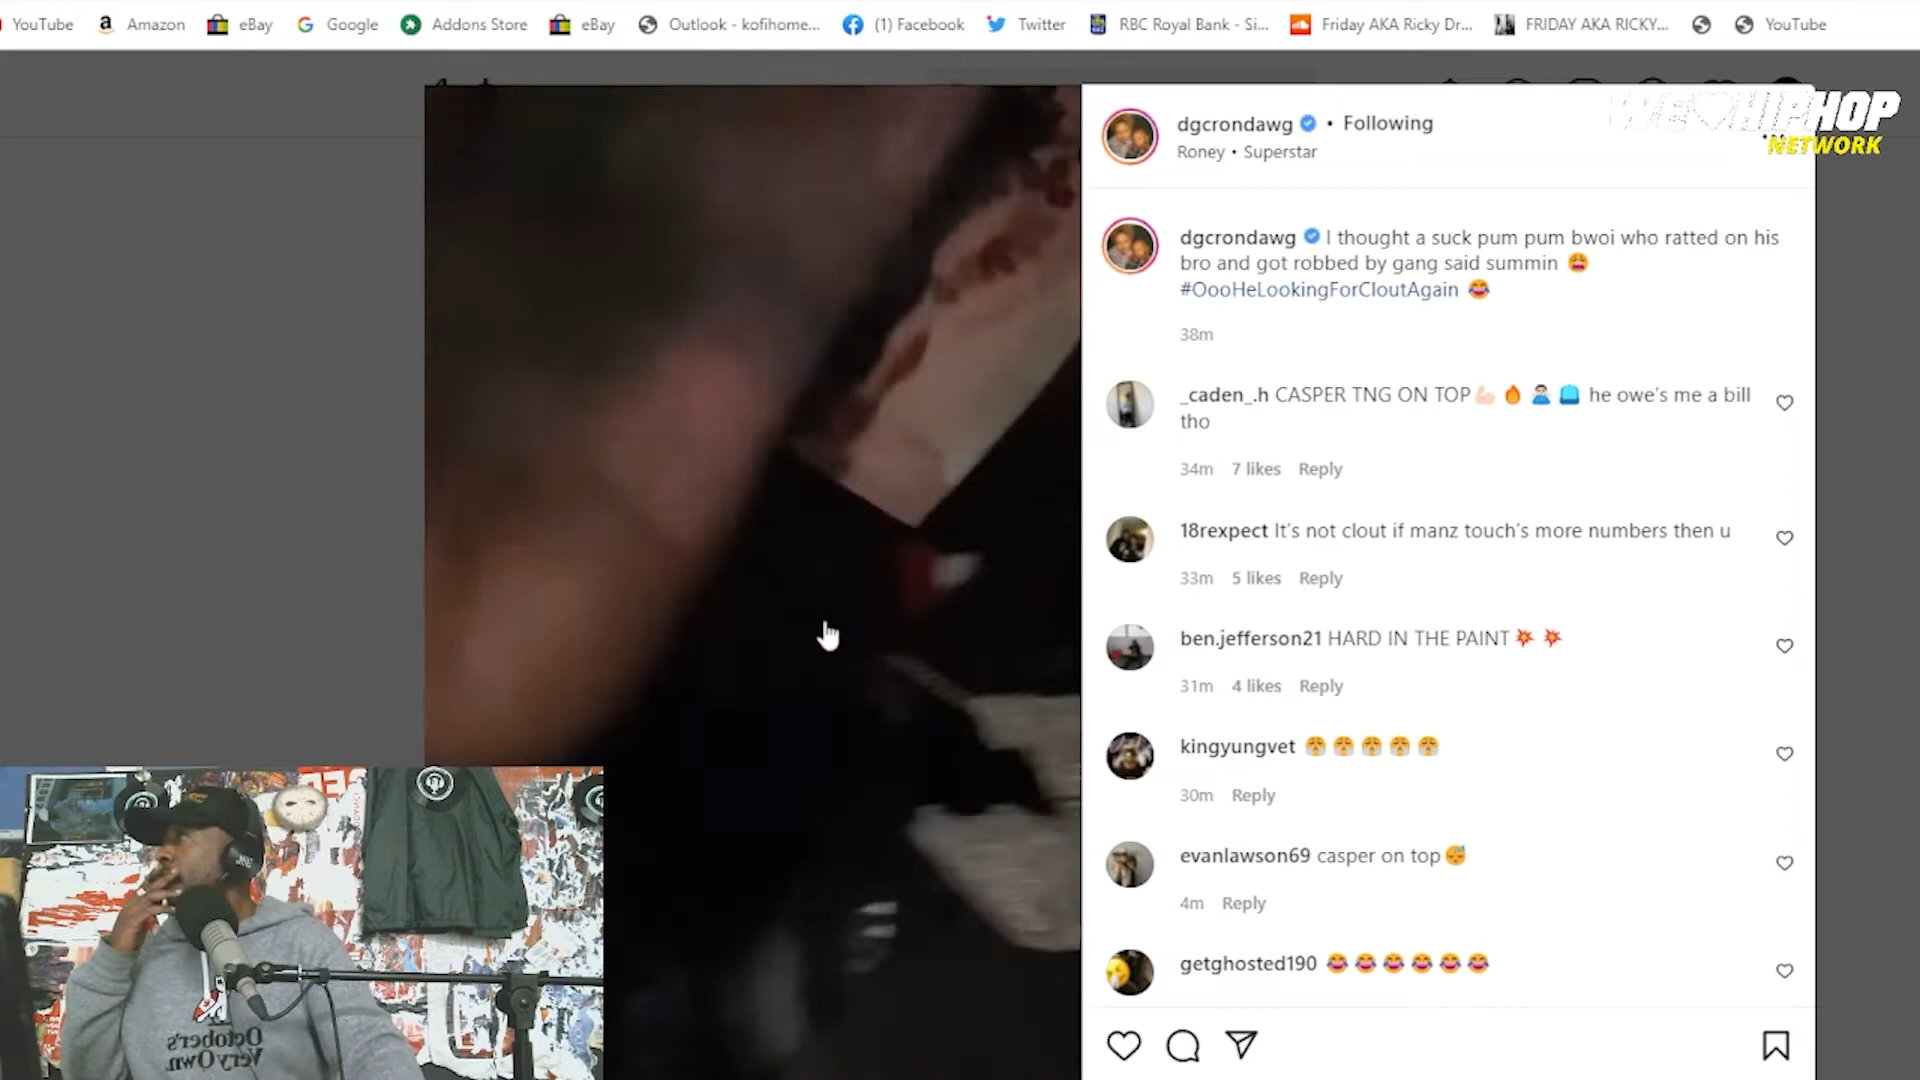 YouTube Amazon eBay Google Addons Store eBay Outlook - kofihome... (1) Facebook Twitter RBC Royal Bank - Si... Friday AKA Ricky Dr... FRIDAY AKA RICKY... YouTube
WE HIPHOP
NETWORK
dgcrondawg • Following
Roney • Superstar
dgcrondawg I thought a suck pum pum bwoi who ratted on his
bro and got robbed by gang said summin 😩
#OooHeLookingForCloutAgain 😂
38m
_caden_.h CASPER TNG ON TOP💪🏻 🔥 🙎🏻‍♂️ 🧢 he owe's me a bill
tho
34m 7 likes Reply
18rexpect It's not clout if manz touch's more numbers then u
33m 5 likes Reply
ben.jefferson21 HARD IN THE PAINT💥 💥
31m 4 likes Reply
kingyungvet 😤 😤 😤 😤 😤
30m Reply
evanlawson69 casper on top😴
4m Reply
getghosted190 😂 😂 😂 😂 😂 😂
October's
Very Own